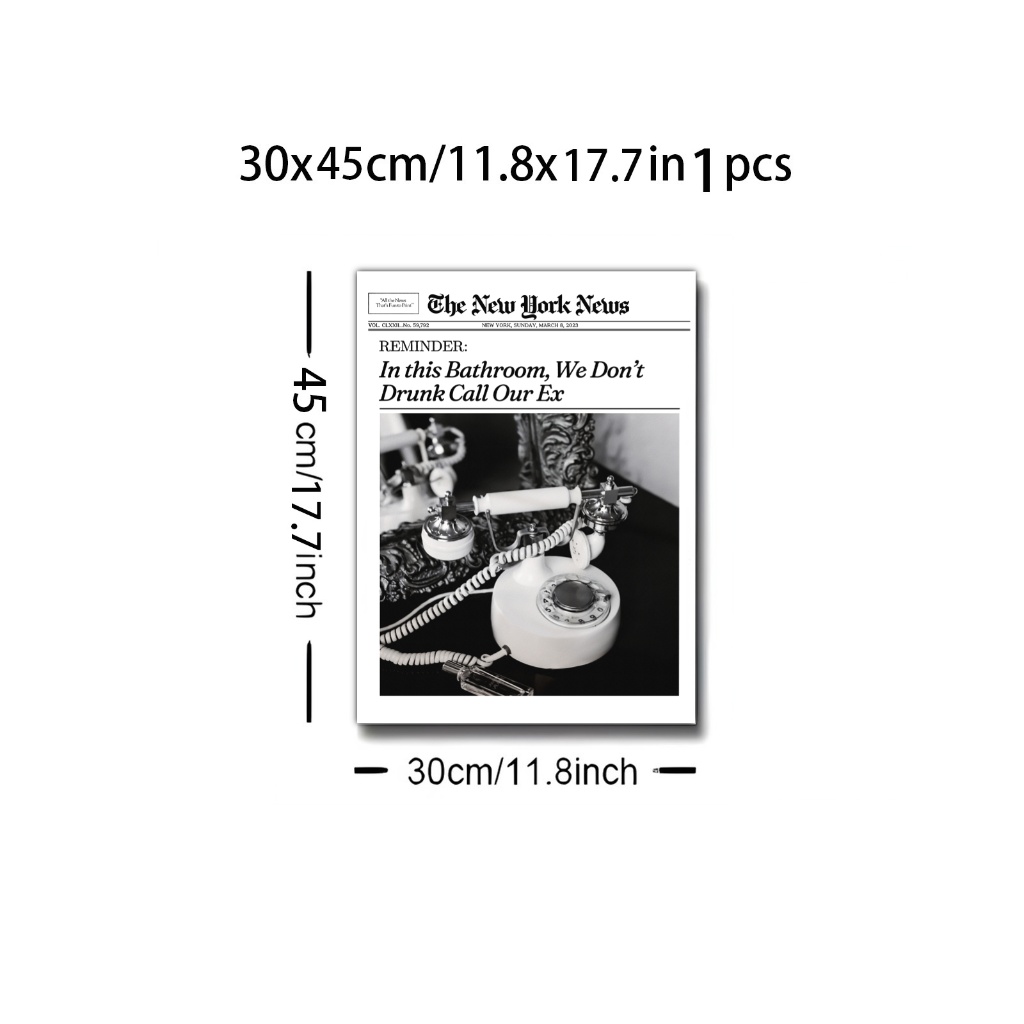 30x45cm/11.8x17.7in 1 pcs
"All the News
That's Fun to Print"
The New York News
VOL. CLXXII..No. 59,792
NEW YORK, SUNDAY, MARCH 8, 2023
REMINDER:
In this Bathroom, We Don't
Drunk Call Our Ex
45 cm/17.7inch
30cm/11.8inch